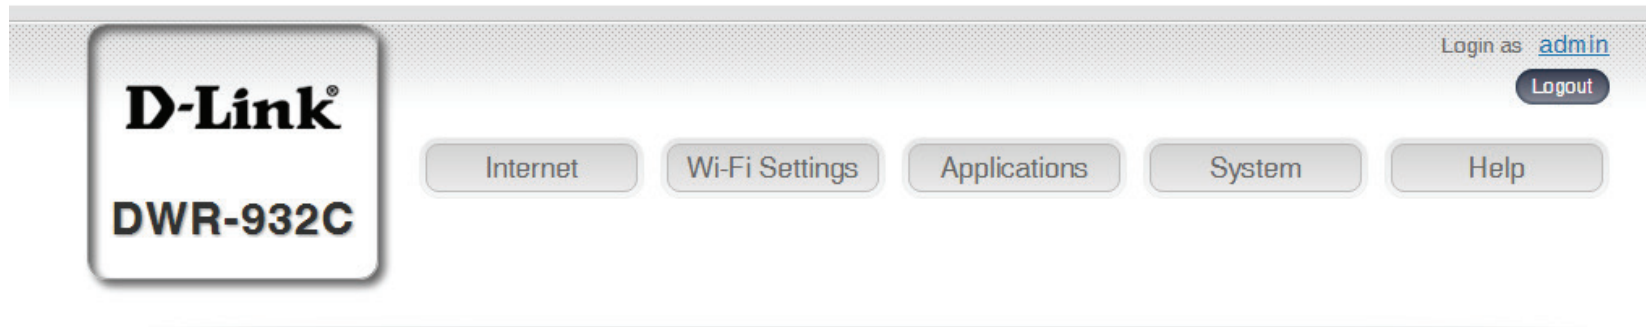 Login as admin
Logout
D-Link®
DWR-932C
Internet Wi-Fi Settings Applications System Help